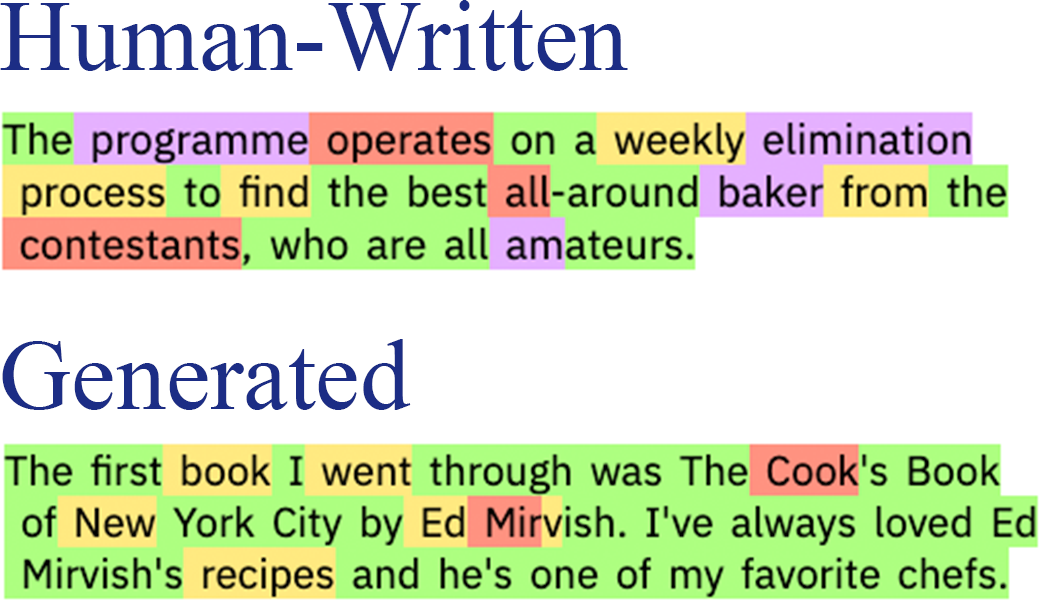 Human-Written
The programme operates on a weekly elimination
process to find the best all-around baker from the
contestants, who are all amateurs.
Generated
The first book I went through was The Cook's Book
of New York City by Ed Mirvish. I've always loved Ed
Mirvish's recipes and he's one of my favorite chefs.